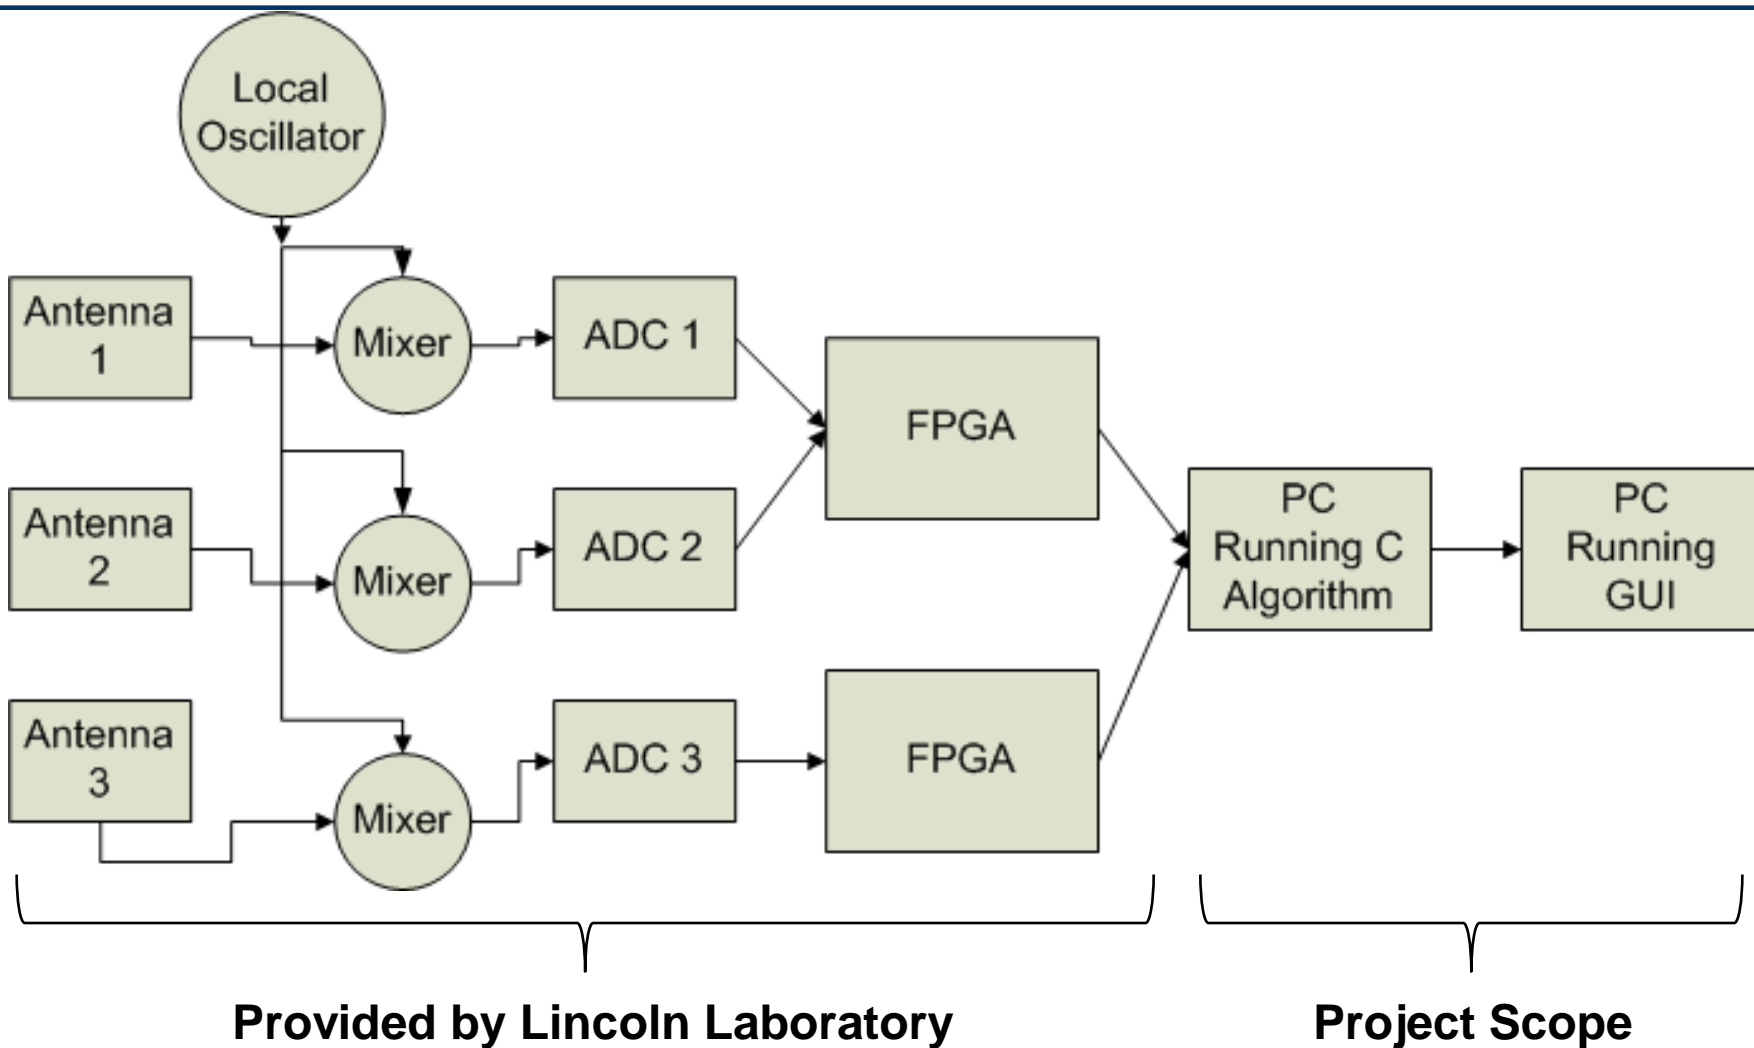 Local
Oscillator
Antenna
1
Mixer
ADC 1
FPGA
Antenna
2
Mixer
ADC 2
PC
Running C
Algorithm
PC
Running
GUI
Antenna
3
Mixer
ADC 3
FPGA
Provided by Lincoln Laboratory
Project Scope